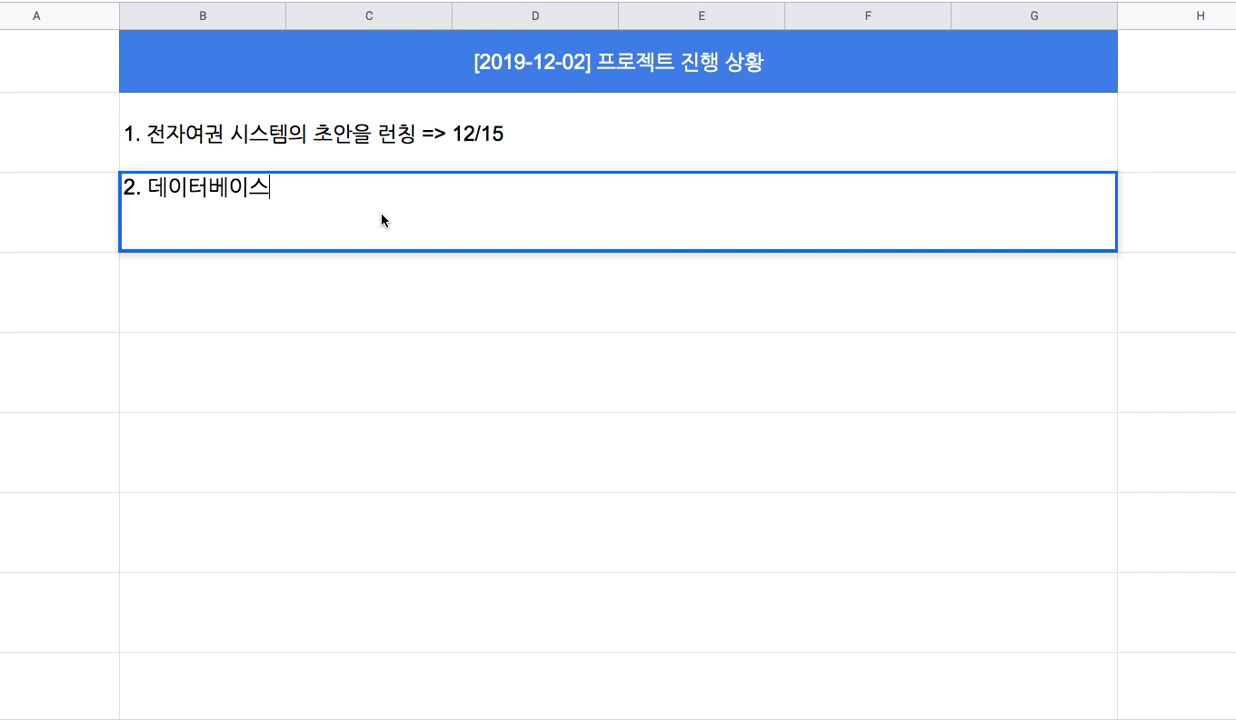 A B C D E F G H
[2019-12-02] 프로젝트 진행 상황
1. 전자여권 시스템의 초안을 런칭 => 12/15
2. 데이터베이스